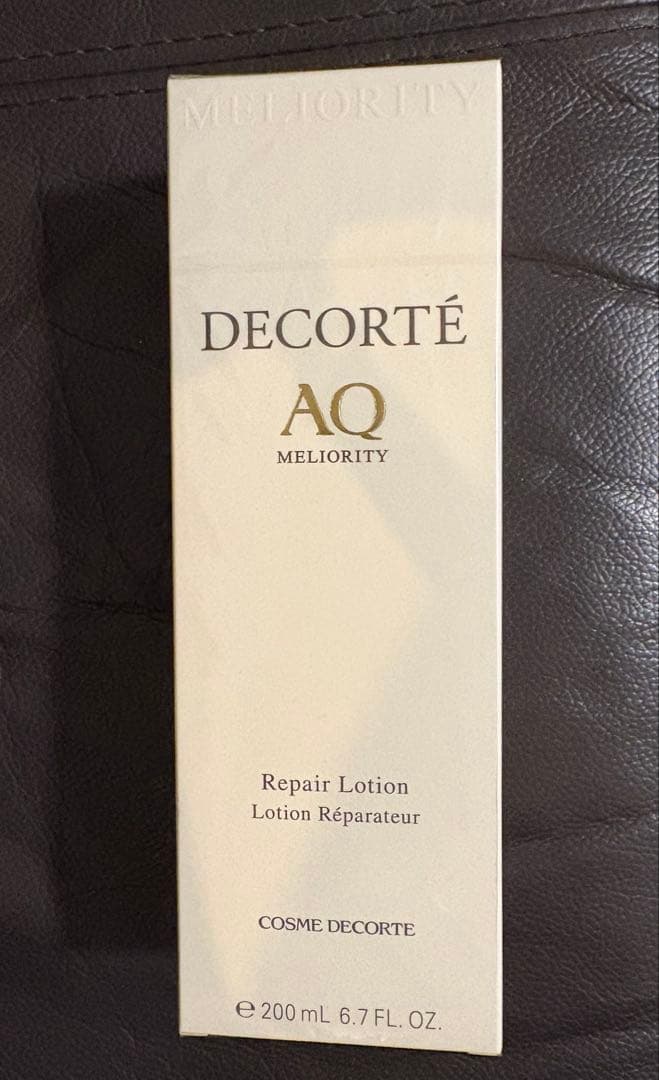 MELIORITY
DECORTÉ
AQ
MELIORITY
Repair Lotion
Lotion Réparateur
COSME DECORTE
℮ 200 mL 6.7 FL. OZ.